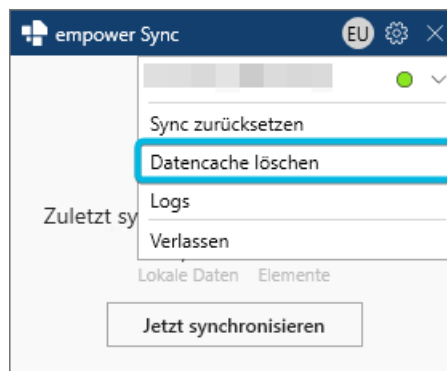 empower Sync EU
Sync zurücksetzen
Datencache löschen
Logs
Zuletzt sy
Verlassen
Lokale Daten Elemente
Jetzt synchronisieren